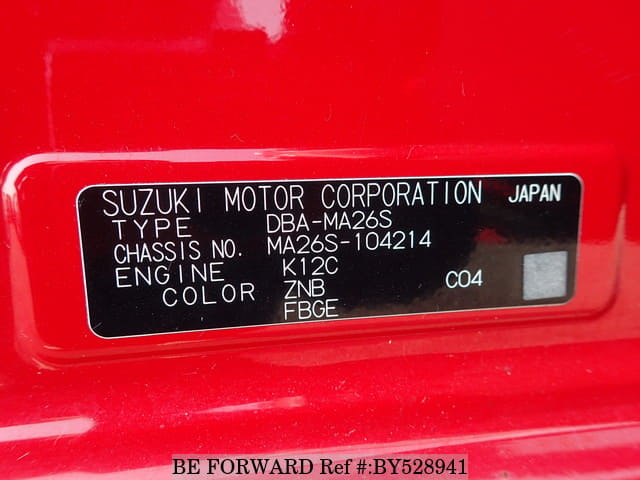 SUZUKI MOTOR CORPORATION JAPAN
TYPE DBA-MA26S
CHASSIS NO. MA26S-104214
ENGINE K12C
COLOR ZNB C04
FBGE
BE FORWARD Ref #:BY528941